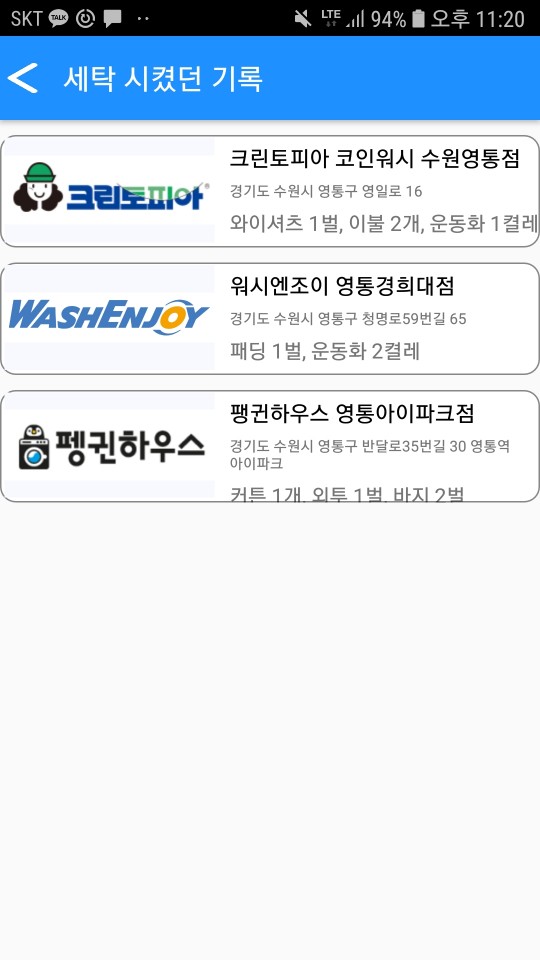 SKT TALK LTE 94% 오후 11:20
세탁 시켰던 기록
크린토피아
크린토피아 코인워시 수원영통점
경기도 수원시 영통구 영일로 16
와이셔츠 1벌, 이불 2개, 운동화 1켤레
WASHENJOY
워시엔조이 영통경희대점
경기도 수원시 영통구 청명로59번길 65
패딩 1벌, 운동화 2켤레
펭귄하우스
팽귄하우스 영통아이파크점
경기도 수원시 영통구 반달로35번길 30 영통역
아이파크
커튼 1개, 외투 1벌, 바지 2벌